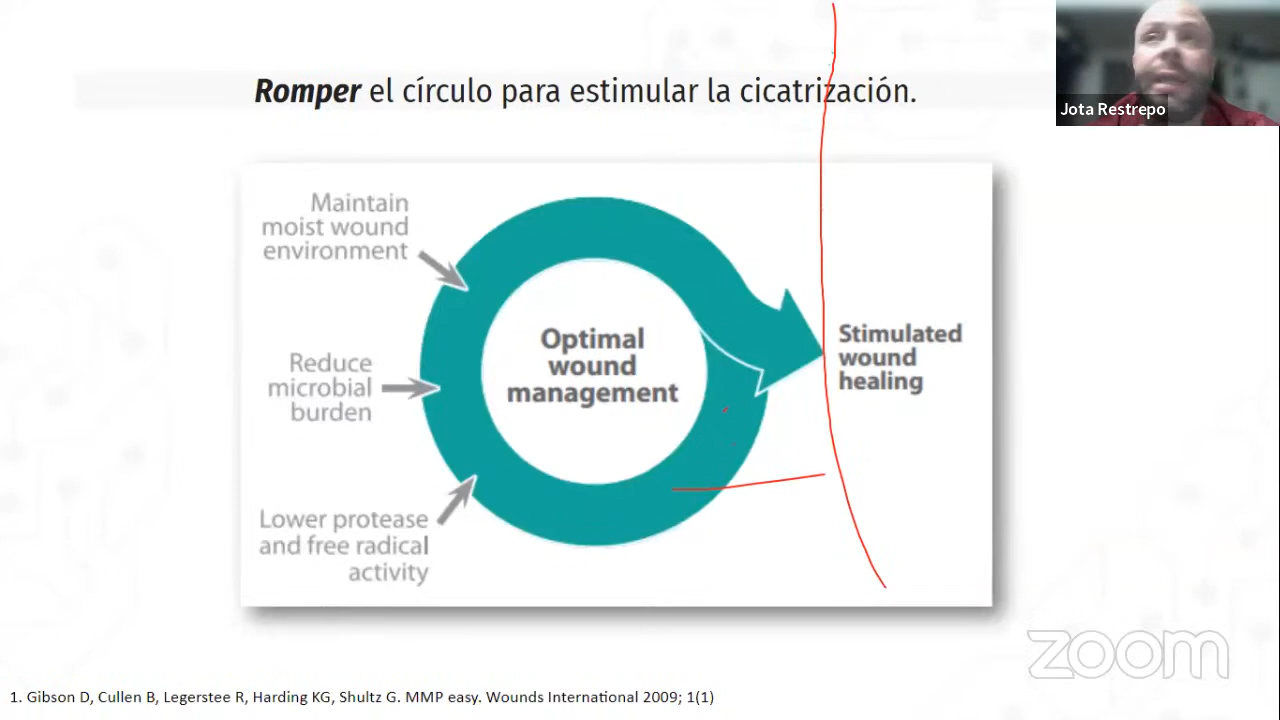 Romper el círculo para estimular la cicatrización.
Jota Restrepo
Maintain
moist wound
environment
Reduce
microbial
burden
Lower protease
and free radical
activity
Optimal
wound
management
Stimulated
wound
healing
zoom
1. Gibson D, Cullen B, Legerstee R, Harding KG, Shultz G. MMP easy. Wounds International 2009; 1(1)